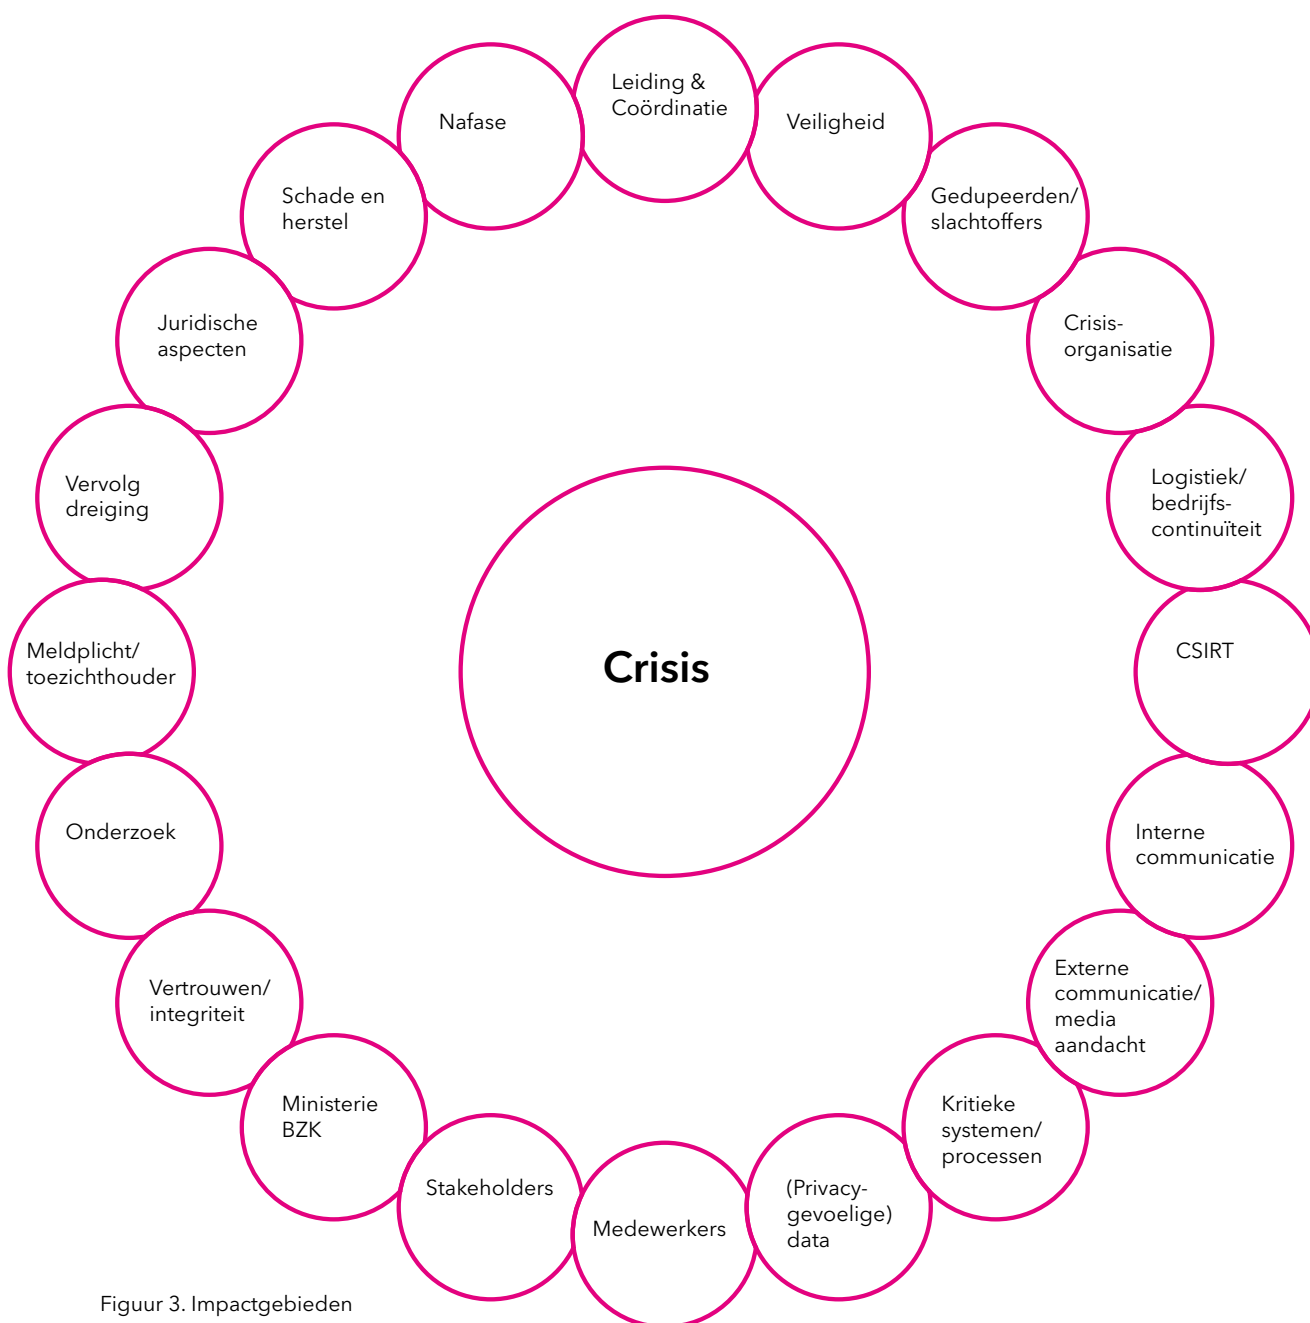 Leiding &
Coördinatie
Veiligheid
Gedupeerden/
slachtoffers
Crisis-
organisatie
Logistiek/
bedrijfs-
continuïteit
CSIRT
Interne
communicatie
Externe
communicatie/
media
aandacht
Kritieke
systemen/
processen
(Privacy-
gevoelige)
data
Medewerkers
Stakeholders
Ministerie
BZK
Vertrouwen/
integriteit
Onderzoek
Meldplicht/
toezichthouder
Vervolg
dreiging
Juridische
aspecten
Schade en
herstel
Nafase
Crisis
Figuur 3. Impactgebieden